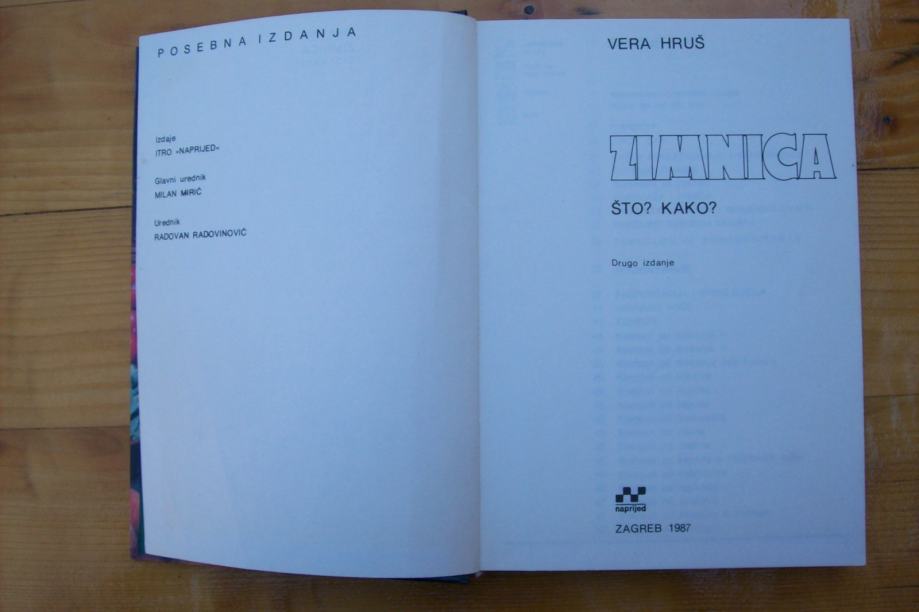 POSEBNA IZDANJA
Izdaje
ITRO »NAPRIJED«
Glavni urednik
MILAN MIRIĆ
Urednik
RADOVAN RADOVINOVIĆ
VERA HRUŠ
ZIMNICA
ŠTO? KAKO?
Drugo izdanje
naprijed
ZAGREB 1987